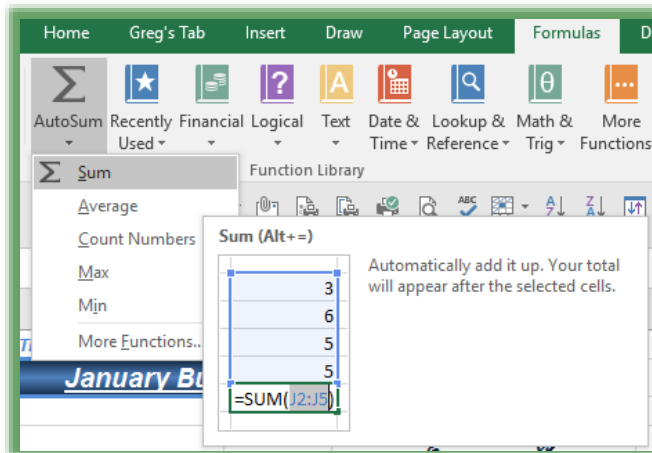 Home Greg's Tab Insert Draw Page Layout Formulas D
AutoSum Recently Used Financial Logical Text Date & Time Lookup & Reference Math & Trig More Functions
Function Library
Sum
Average
Count Numbers
Max
Min
More Functions...
Sum (Alt+=)
3
6
5
5
=SUM(J2:J5)
Automatically add it up. Your total
will appear after the selected cells.
January Bu